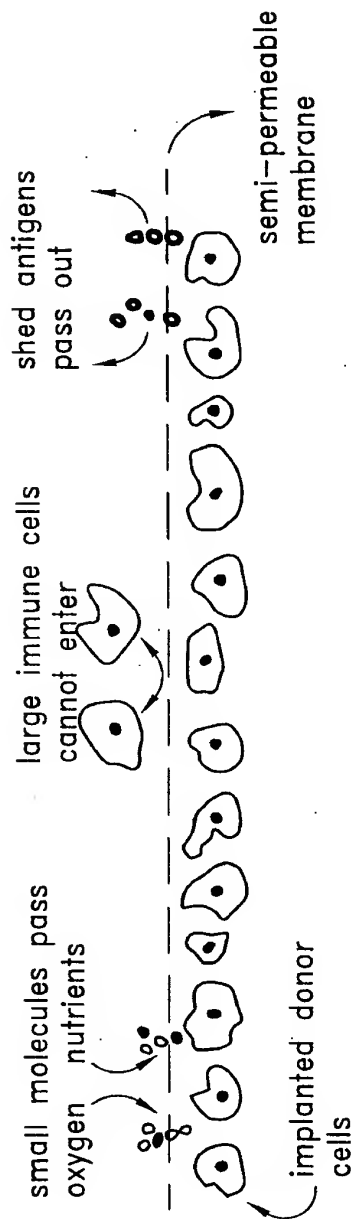 small molecules pass
oxygen nutrients
large immune cells
cannot enter
shed antigens
pass out
implanted donor
cells
semi-permeable
membrane